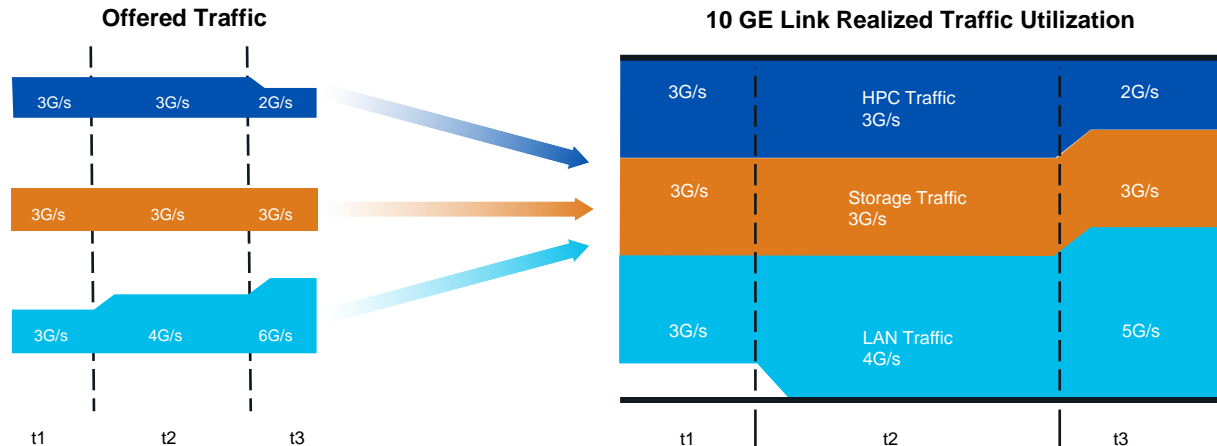 Offered Traffic
3G/s
3G/s
2G/s
3G/s
3G/s
3G/s
3G/s
4G/s
6G/s
t1
t2
t3
10 GE Link Realized Traffic Utilization
3G/s
HPC Traffic
3G/s
2G/s
3G/s
Storage Traffic
3G/s
3G/s
3G/s
LAN Traffic
4G/s
5G/s
t1
t2
t3